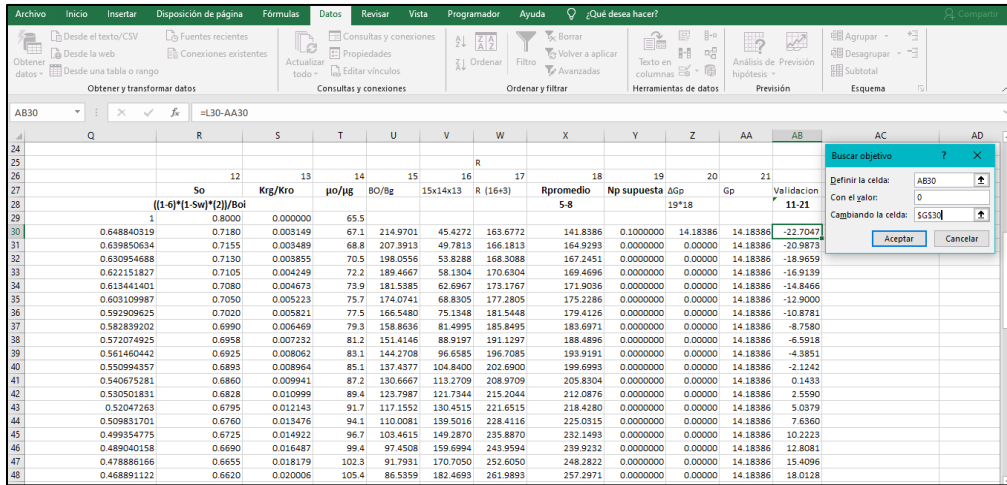 Archivo Inicio Insertar Disposición de página Fórmulas Datos Revisar Vista Programador Ayuda ¿Qué desea hacer? Compartir
Desde el texto/CSV Fuentes recientes Consultas y conexiones Borrar Agrupar
Desde la web Conexiones existentes Propiedades Volver a aplicar Desagrupar
Obtener datos Desde una tabla o rango Actualizar todo Editar vínculos Ordenar Filtro Avanzadas Texto en columnas Análisis de hipótesis Previsión Subtotal
Obtener y transformar datos Consultas y conexiones Ordenar y filtrar Herramientas de datos Previsión Esquema
AB30 fx =L30-AA30
Q R S T U V W X Y Z AA AB AC AD
24
25 R
26 12 13 14 15 16 17 18 19 20 21
27 So Krg/Kro µo/µg BO/Bg 15x14x13 R (16+3) Rpromedio Np supuesta ΔGp Gp Validacion
28 ((1-6)*(1-Sw)*(2))/Boi 5-8 19*18 11-21
29 1 0.8000 0.000000 65.5
30 0.648840319 0.7180 0.003149 67.1 214.9701 45.4272 163.6772 141.8386 0.1000000 14.18386 14.18386 -22.7047
31 0.639850634 0.7155 0.003489 68.8 207.3913 49.7813 166.1813 164.9293 0.0000000 0.00000 14.18386 -20.9873
32 0.630954688 0.7130 0.003855 70.5 198.0556 53.8288 168.3088 167.2451 0.0000000 0.00000 14.18386 -18.9659
33 0.622151827 0.7105 0.004249 72.2 189.4667 58.1304 170.6304 169.4696 0.0000000 0.00000 14.18386 -16.9139
34 0.613441401 0.7080 0.004673 73.9 181.5385 62.6967 173.1767 171.9036 0.0000000 0.00000 14.18386 -14.8466
35 0.603109987 0.7050 0.005223 75.7 174.0741 68.8305 177.2805 175.2286 0.0000000 0.00000 14.18386 -12.9000
36 0.592909625 0.7020 0.005821 77.5 166.5480 75.1348 181.5448 179.4126 0.0000000 0.00000 14.18386 -10.8781
37 0.582839202 0.6990 0.006469 79.3 158.8636 81.4995 185.8495 183.6971 0.0000000 0.00000 14.18386 -8.7580
38 0.572074925 0.6958 0.007232 81.2 151.4146 88.9197 191.1297 188.4896 0.0000000 0.00000 14.18386 -6.5918
39 0.561460442 0.6925 0.008062 83.1 144.2708 96.6585 196.7085 193.9191 0.0000000 0.00000 14.18386 -4.3851
40 0.550994357 0.6893 0.008964 85.1 137.4377 104.8400 202.6900 199.6993 0.0000000 0.00000 14.18386 -2.1242
41 0.540675281 0.6860 0.009941 87.2 130.6667 113.2709 208.9709 205.8304 0.0000000 0.00000 14.18386 0.1433
42 0.530501831 0.6828 0.010999 89.4 123.7987 121.7344 215.2044 212.0876 0.0000000 0.00000 14.18386 2.5590
43 0.52047263 0.6795 0.012143 91.7 117.1552 130.4515 221.6515 218.4280 0.0000000 0.00000 14.18386 5.0379
44 0.509831701 0.6760 0.013476 94.1 110.0081 139.5016 228.4116 225.0315 0.0000000 0.00000 14.18386 7.6360
45 0.499354775 0.6725 0.014922 96.7 103.4615 149.2870 235.8870 232.1493 0.0000000 0.00000 14.18386 10.2223
46 0.489040158 0.6690 0.016487 99.4 97.4508 159.6994 243.9594 239.9232 0.0000000 0.00000 14.18386 12.8081
47 0.478886166 0.6655 0.018179 102.3 91.7931 170.7050 252.6050 248.2822 0.0000000 0.00000 14.18386 15.4096
48 0.468891122 0.6620 0.020006 105.4 86.5359 182.4693 261.9893 257.2971 0.0000000 0.00000 14.18386 18.0128
Buscar objetivo ? ×
Definir la celda: AB30
Con el valor: 0
Cambiando la celda: $G$30
Aceptar Cancelar